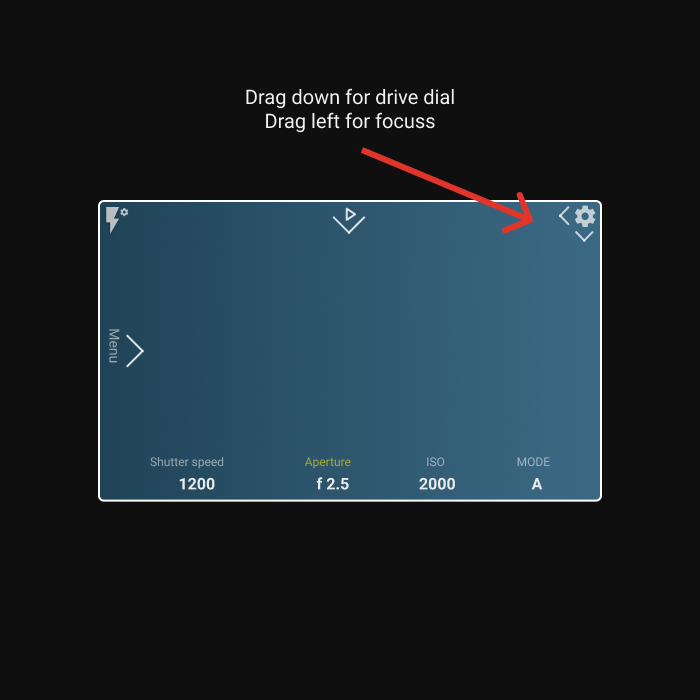 Drag down for drive dial
Drag left for focuss
Menu
Shutter speed Aperture ISO MODE
1200 f 2.5 2000 A